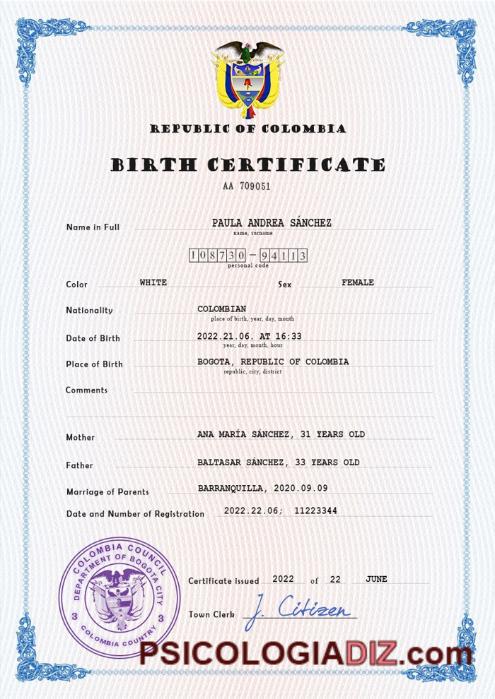 REPUBLIC OF COLOMBIA
BIRTH CERTIFICATE
AA 709051
Name in Full PAULA ANDREA SÁNCHEZ
name, surname
108730-94113
personal code
Color WHITE Sex FEMALE
Nationality COLOMBIAN
place of birth, year, day, month
Date of Birth 2022.21.06. AT 16:33
year, day, month, hour
Place of Birth BOGOTA, REPUBLIC OF COLOMBIA
republic, city, district
Comments
Mother ANA MARÍA SÁNCHEZ, 31 YEARS OLD
Father BALTASAR SÁNCHEZ, 33 YEARS OLD
Marriage of Parents BARRANQUILLA, 2020.09.09
Date and Number of Registration 2022.22.06; 11223344
COLOMBIA COUNCIL
DEPARTMENT OF BOGOTA CITY
3 3
COLOMBIA COUNTRY
Certificate issued 2022 of 22 JUNE
Town Clerk J. Citizen
PSICOLOGIADIZ.com